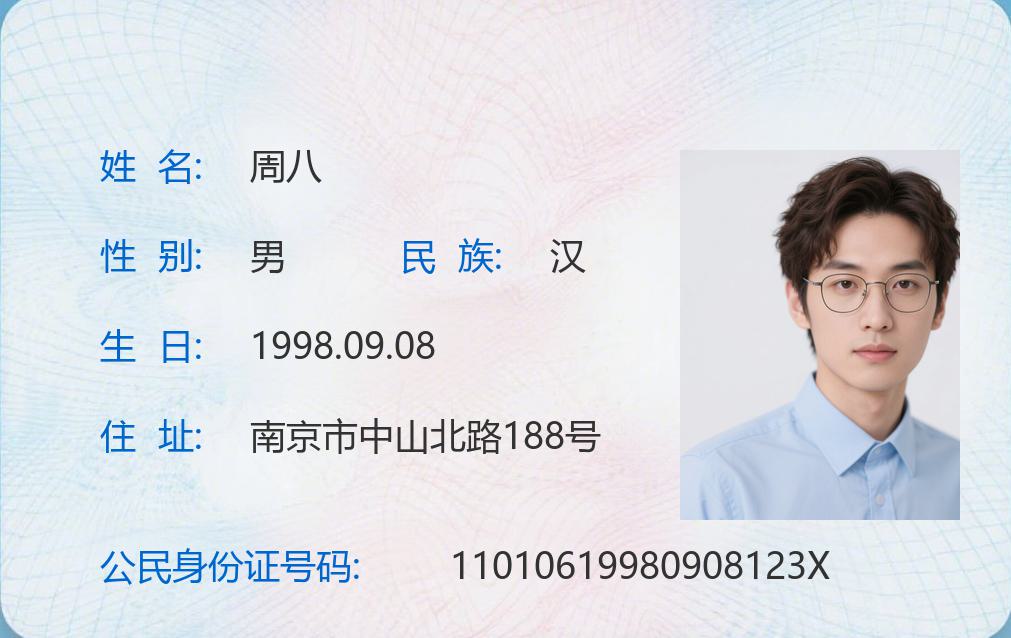 姓 名: 周八
性 别: 男 民 族: 汉
生 日: 1998.09.08
住 址: 南京市中山北路188号
公民身份证号码: 11010619980908123X